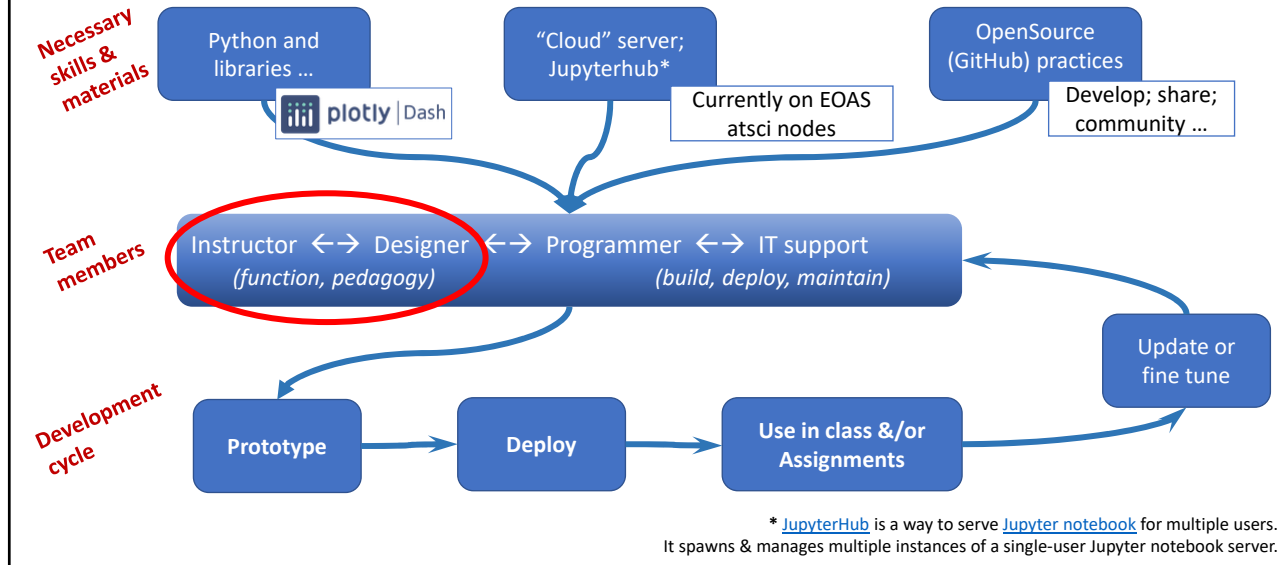 Necessary
skills &
materials
Python and
libraries …
plotly | Dash
“Cloud” server;
Jupyterhub*
Currently on EOAS
atsci nodes
OpenSource
(GitHub) practices
Develop; share;
community …
Team
members
Instructor ←→ Designer ←→ Programmer ←→ IT support
(function, pedagogy) (build, deploy, maintain)
Update or
fine tune
Development
cycle
Prototype
Deploy
Use in class &/or
Assignments
* JupyterHub is a way to serve Jupyter notebook for multiple users.
It spawns & manages multiple instances of a single-user Jupyter notebook server.